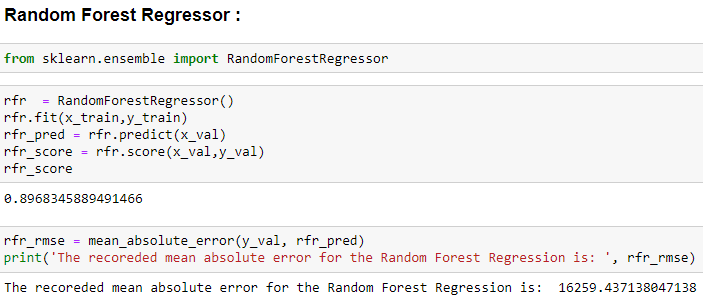 Random Forest Regressor :
from sklearn.ensemble import RandomForestRegressor
rfr  = RandomForestRegressor()
rfr.fit(x_train,y_train)
rfr_pred = rfr.predict(x_val)
rfr_score = rfr.score(x_val,y_val)
rfr_score
0.8968345889491466
rfr_rmse = mean_absolute_error(y_val, rfr_pred)
print('The recoreded mean absolute error for the Random Forest Regression is: ', rfr_rmse)
The recoreded mean absolute error for the Random Forest Regression is:  16259.437138047138